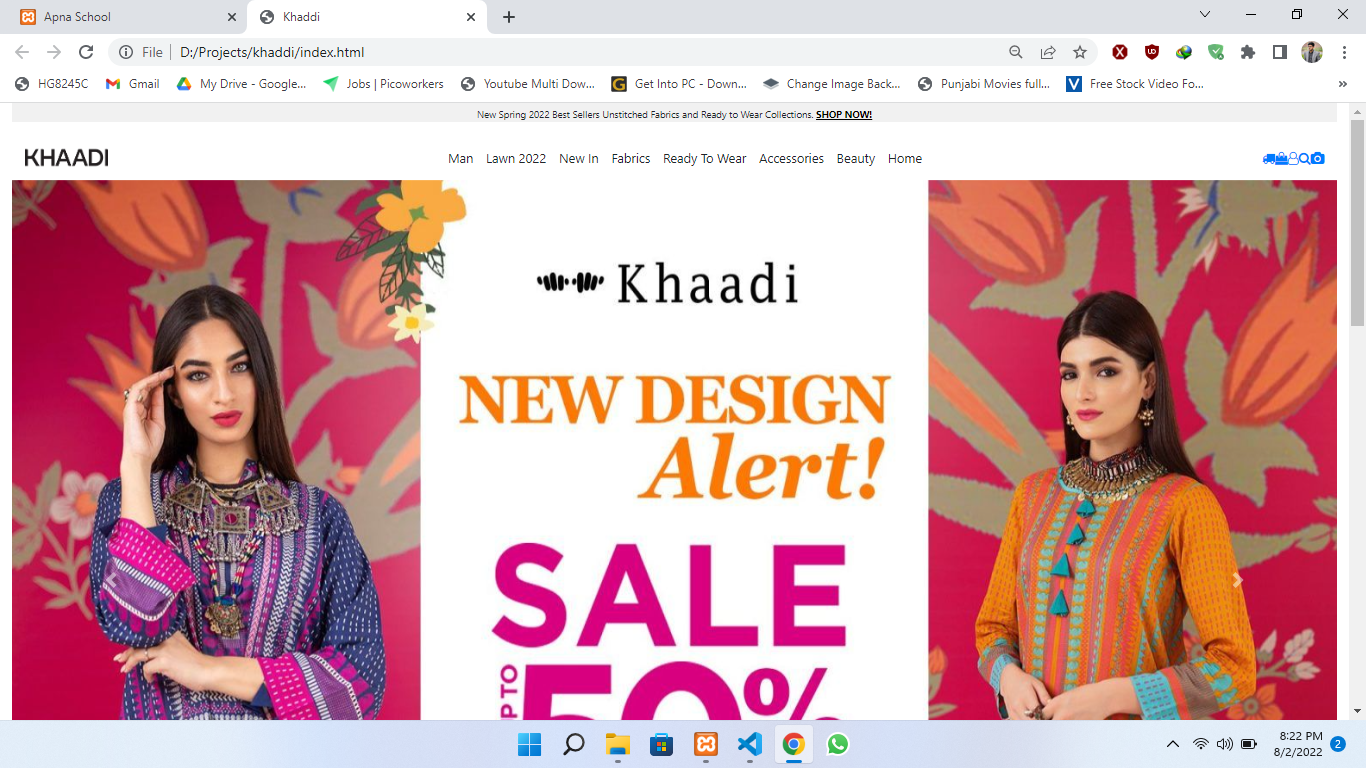 Apna School
Khaddi
File
D:/Projects/khaddi/index.html
HG8245C
Gmail
My Drive - Google...
Jobs | Picoworkers
Youtube Multi Dow...
Get Into PC - Down...
Change Image Back...
Punjabi Movies full...
Free Stock Video Fo...
»
New Spring 2022 Best Sellers Unstitched Fabrics and Ready to Wear Collections. SHOP NOW!
KHAADI
Man Lawn 2022 New In Fabrics Ready To Wear Accessories Beauty Home
Khaadi
NEW DESIGN
Alert!
SALE
50%
8:22 PM
8/2/2022
2